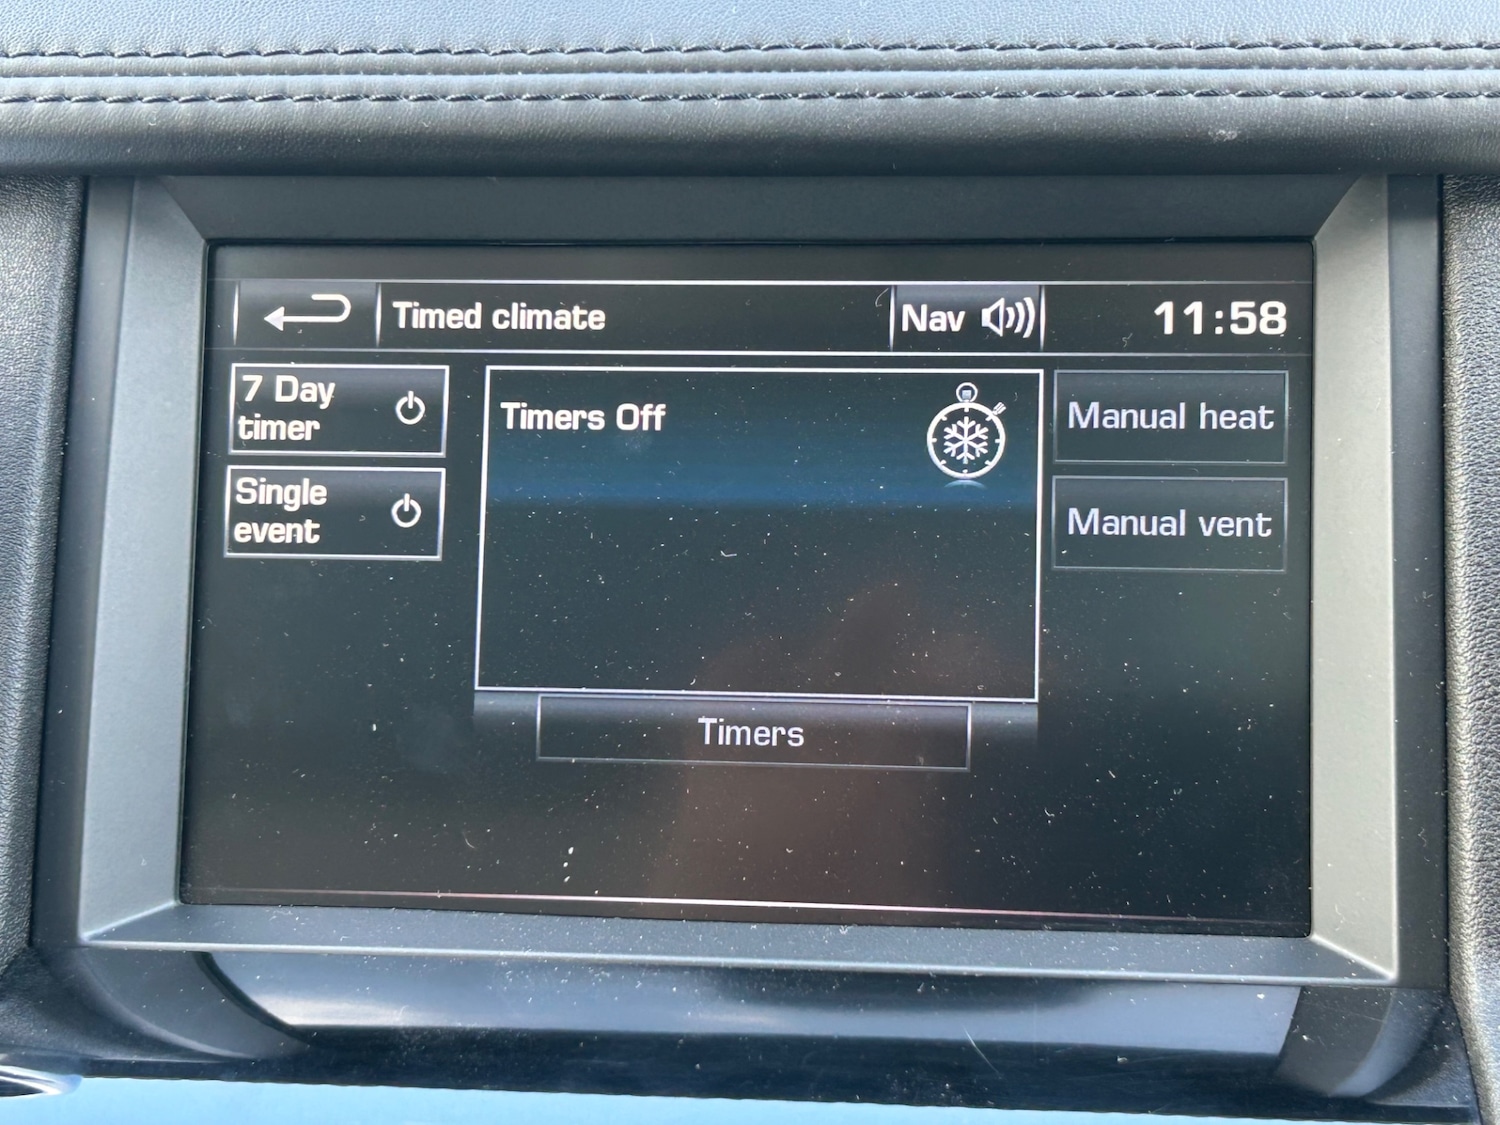 Timed climate
Nav
11:58
7 Day
timer
Single
event
Timers Off
Manual heat
Manual vent
Timers